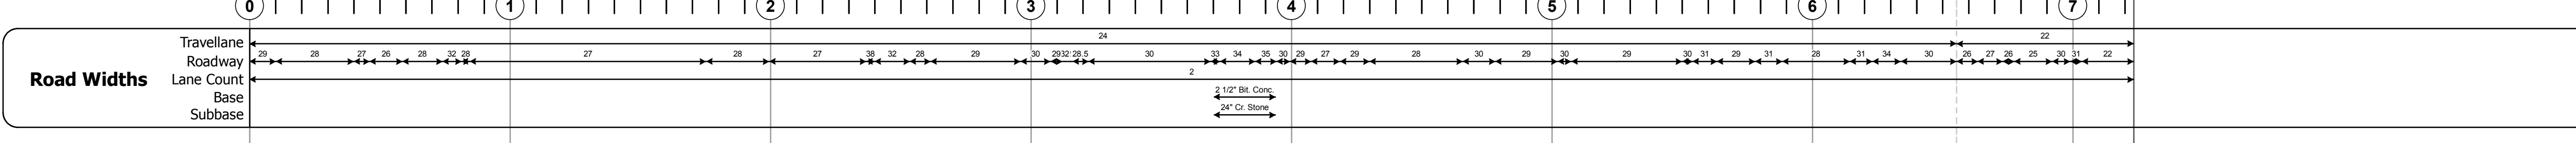 0 1 2 3 4 5 6 7
Travellane 24 22
Roadway 29 28 27 26 28 32 28 27 28 27 38 32 28 29 30 29 32 28.5 30 33 34 35 30 29 27 29 28 30 29 30 29 30 31 29 31 28 31 34 30 26 27 26 25 30 31 22
Road Widths
Lane Count 2
Base 2 1/2" Bit. Conc.
Subbase 24" Cr. Stone